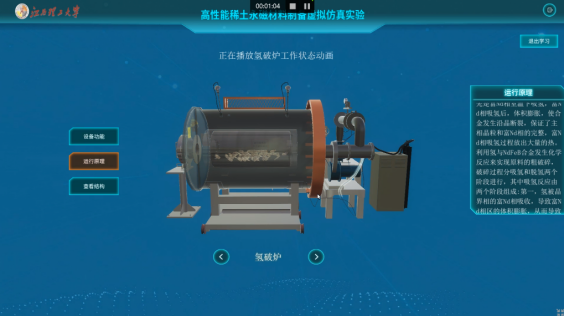 00:01:04
江西理工大学
高性能稀土永磁材料制备虚拟仿真实验
退出学习
正在播放氢破炉工作状态动画
设备功能
运行原理
查看结构
氢破炉
运行原理
d相吸氢后，体积膨胀，使合
金发生沿晶断裂，保证了主
相晶粒和富Nd相的完整，富N
d相吸氢过程放出大量的热，
利用氢与NdFeB合金发生化学
反应来实现原料的粗破碎，
破碎过程分吸氢和脱氢两个
阶段进行，其中吸氢反应由
两个阶段组成：第一，氢被晶
界相的富Nd相吸收，导致富N
d相区的体积膨胀，从而导致